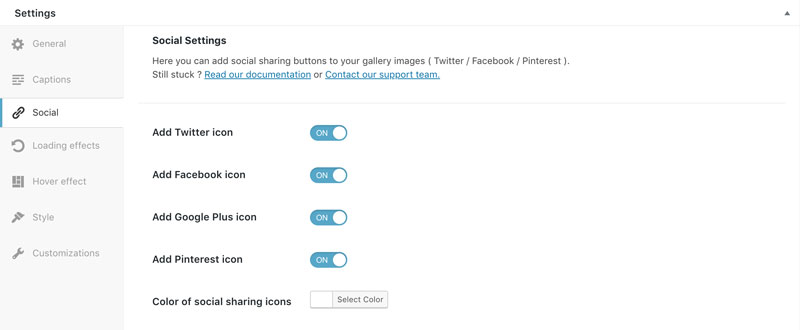 Settings
General
Captions
Social
Loading effects
Hover effect
Style
Customizations
Social Settings
Here you can add social sharing buttons to your gallery images ( Twitter / Facebook / Pinterest ).
Still stuck ? Read our documentation or Contact our support team.
Add Twitter icon ON
Add Facebook icon ON
Add Google Plus icon ON
Add Pinterest icon ON
Color of social sharing icons Select Color